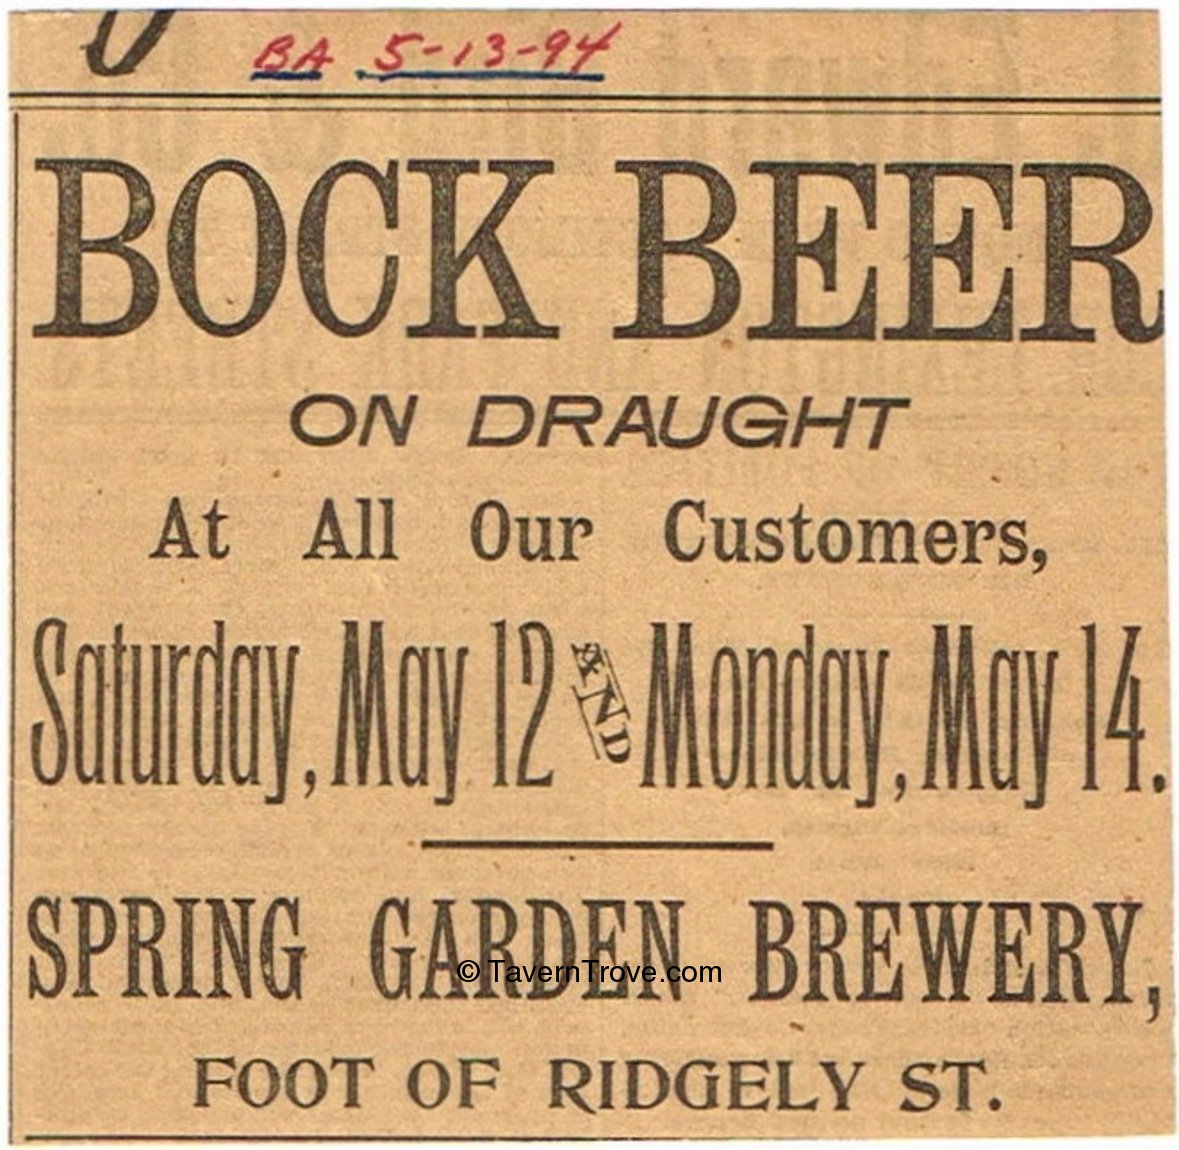 BA 5-13-94
BOCK BEER
ON DRAUGHT
At All Our Customers,
Saturday, May 12 AND Monday, May 14.
SPRING GARDEN BREWERY,
© TavernTrove.com
FOOT OF RIDGELY ST.